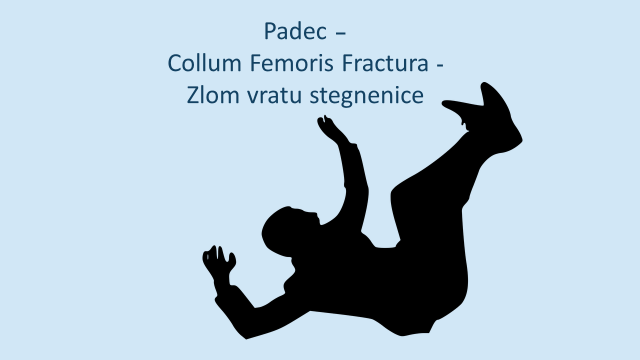 Padec –
Collum Femoris Fractura -
Zlom vratu stegnenice